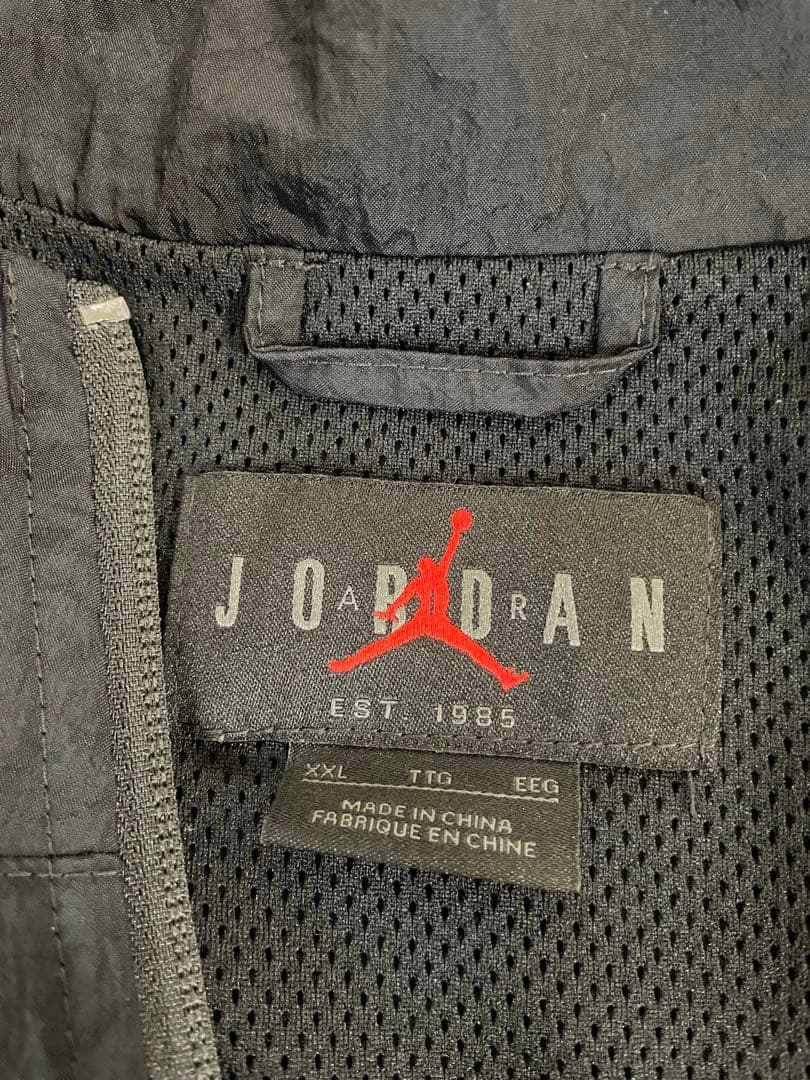 JORDAN
AIR
EST. 1985
XXL TTG EEG
MADE IN CHINA
FABRIQUE EN CHINE